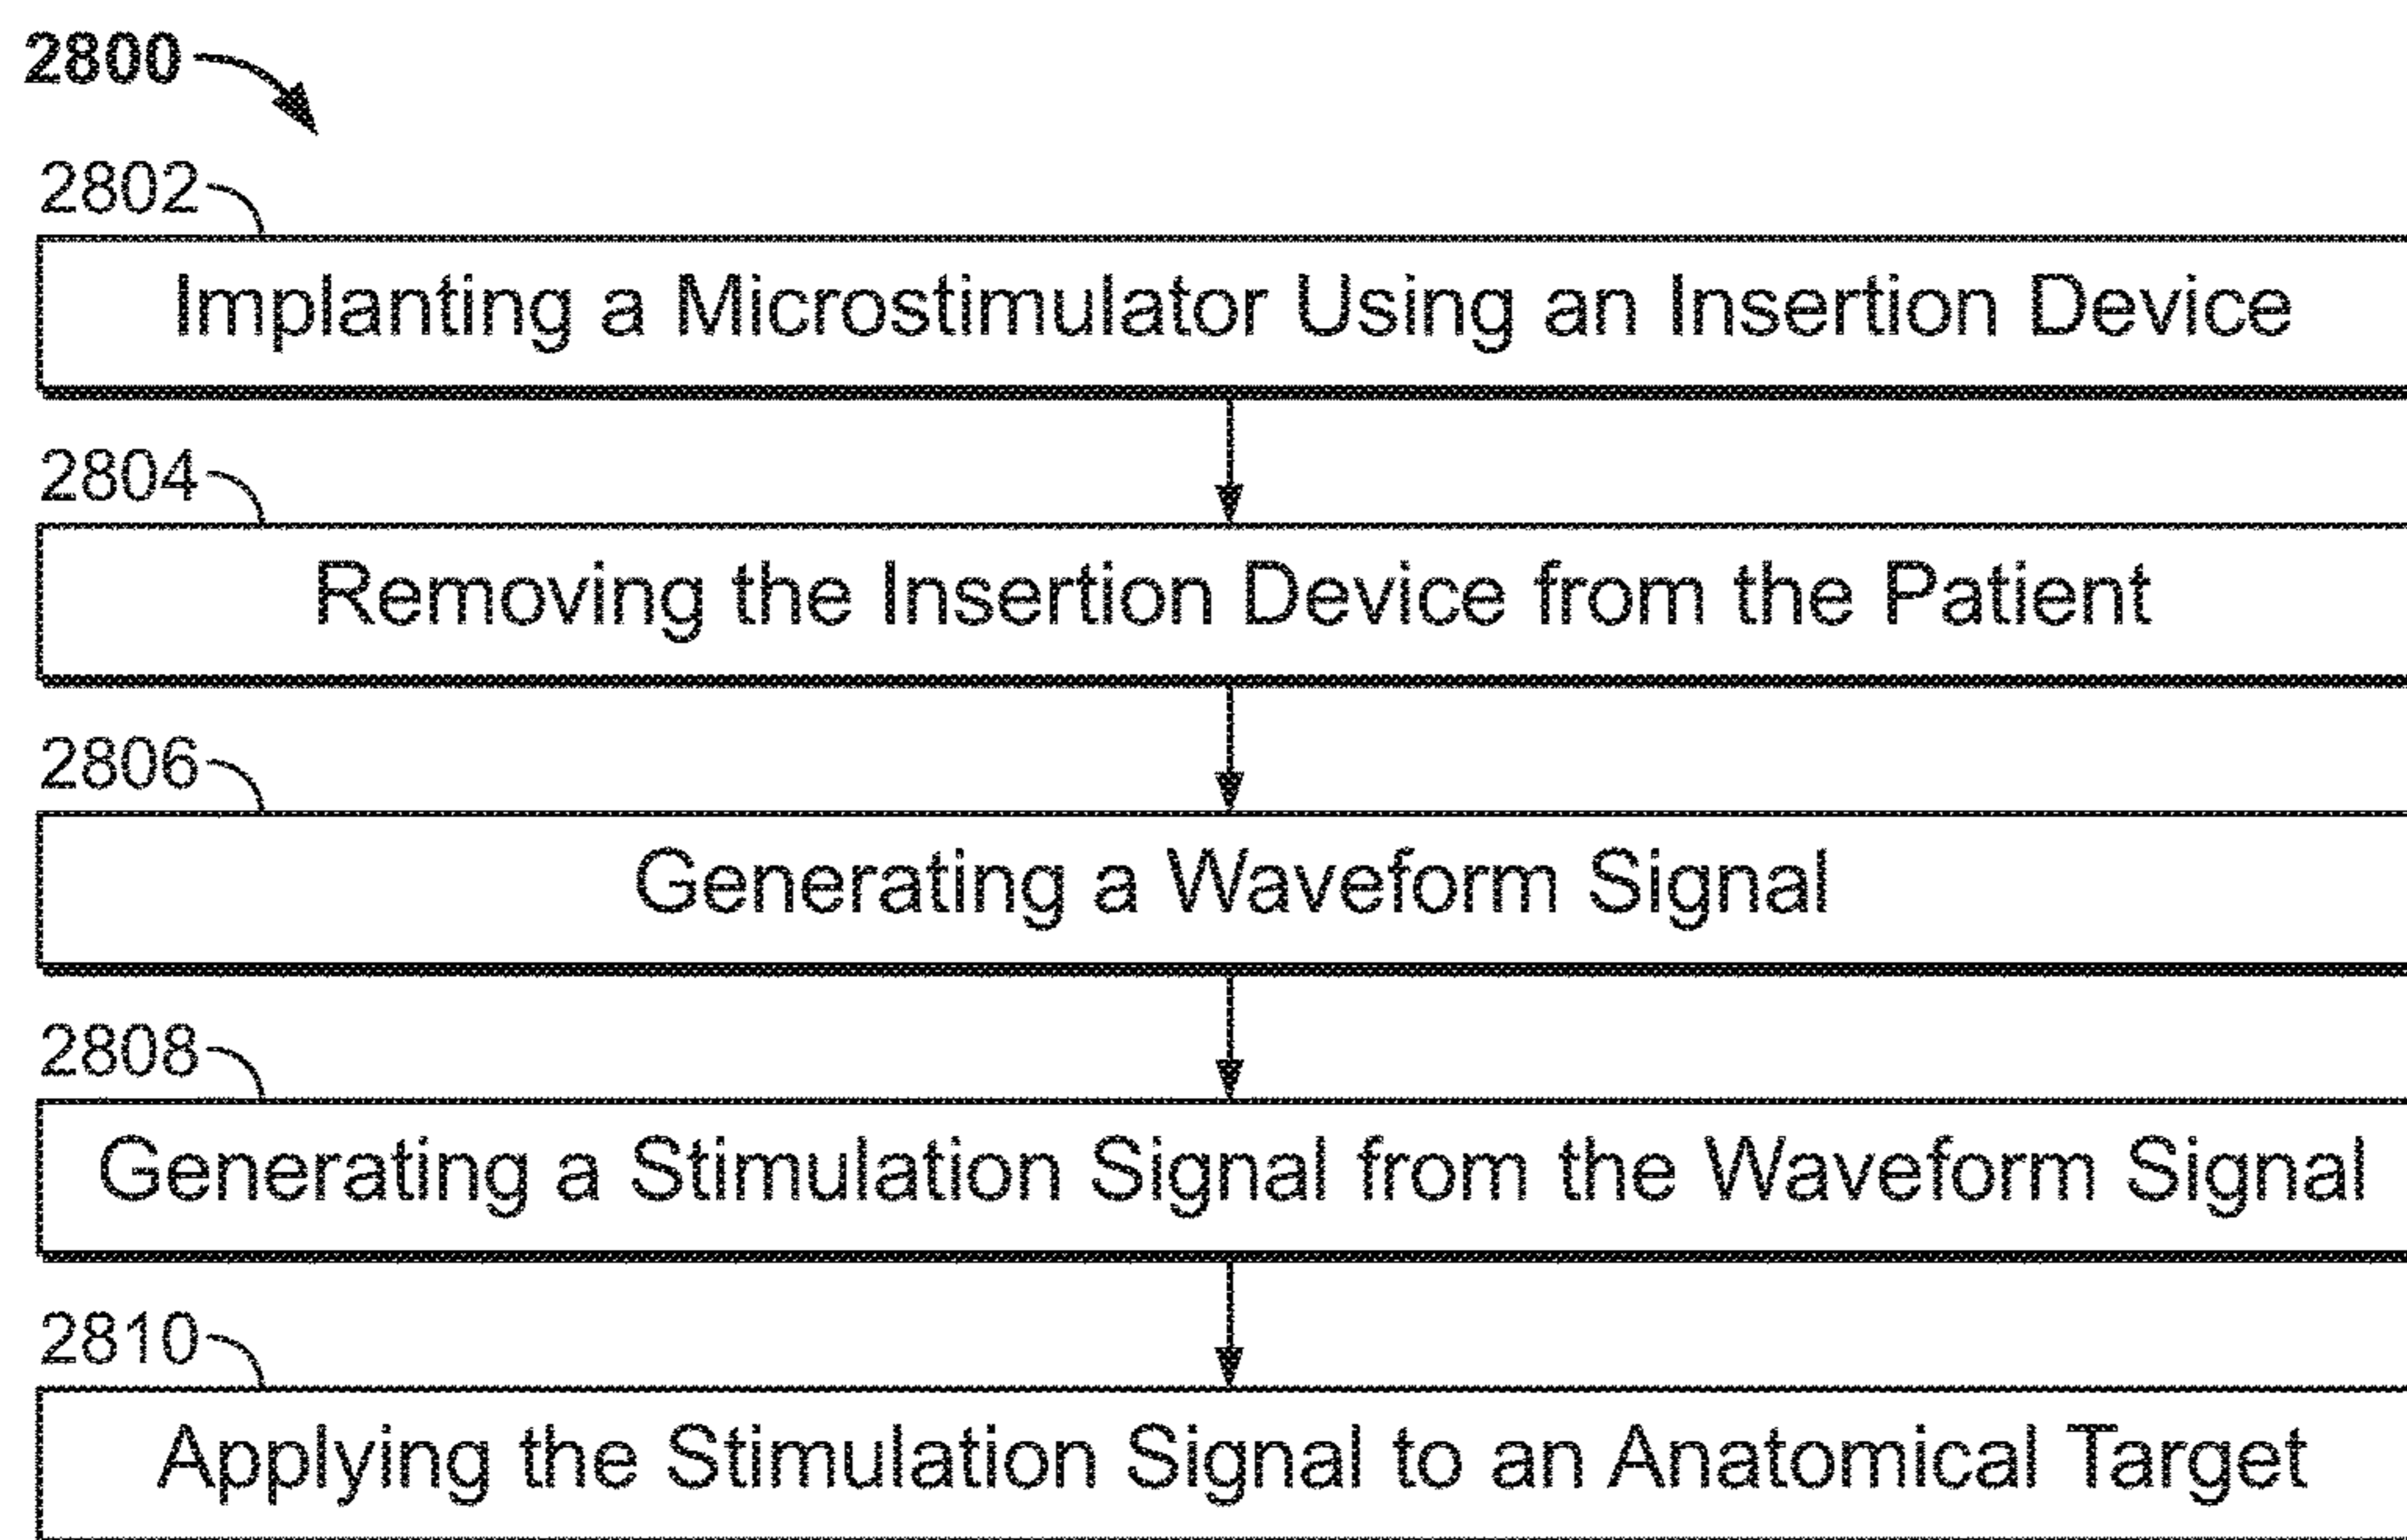 2800
2802
Implanting a Microstimulator Using an Insertion Device
2804
Removing the Insertion Device from the Patient
2806
Generating a Waveform Signal
2808
Generating a Stimulation Signal from the Waveform Signal
2810
Applying the Stimulation Signal to an Anatomical Target